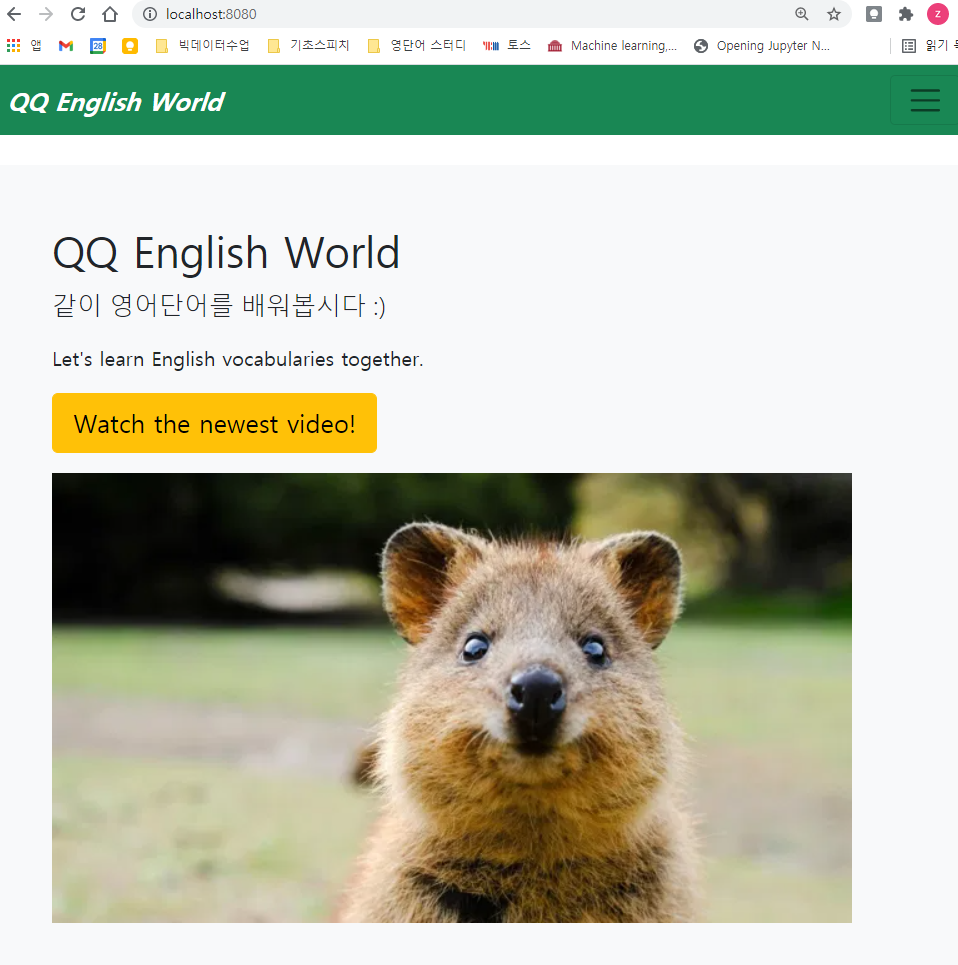 localhost:8080
Z
앱
28
빅데이터수업
기초스피치
영단어 스터디
토스
Machine learning,...
Opening Jupyter N...
읽기
QQ English World
QQ English World
같이 영어단어를 배워봅시다 :)
Let's learn English vocabularies together.
Watch the newest video!